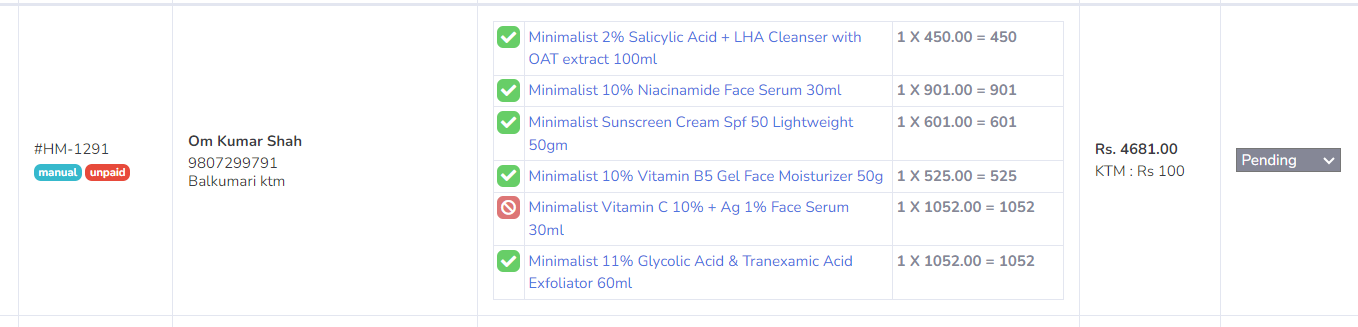 #HM-1291
manual unpaid
Om Kumar Shah
9807299791
Balkumari ktm
Minimalist 2% Salicylic Acid + LHA Cleanser with
OAT extract 100ml
1 X 450.00 = 450
Minimalist 10% Niacinamide Face Serum 30ml
1 X 901.00 = 901
Minimalist Sunscreen Cream Spf 50 Lightweight
50gm
1 X 601.00 = 601
Minimalist 10% Vitamin B5 Gel Face Moisturizer 50g
1 X 525.00 = 525
Minimalist Vitamin C 10% + Ag 1% Face Serum
30ml
1 X 1052.00 = 1052
Minimalist 11% Glycolic Acid & Tranexamic Acid
Exfoliator 60ml
1 X 1052.00 = 1052
Rs. 4681.00
KTM : Rs 100
Pending